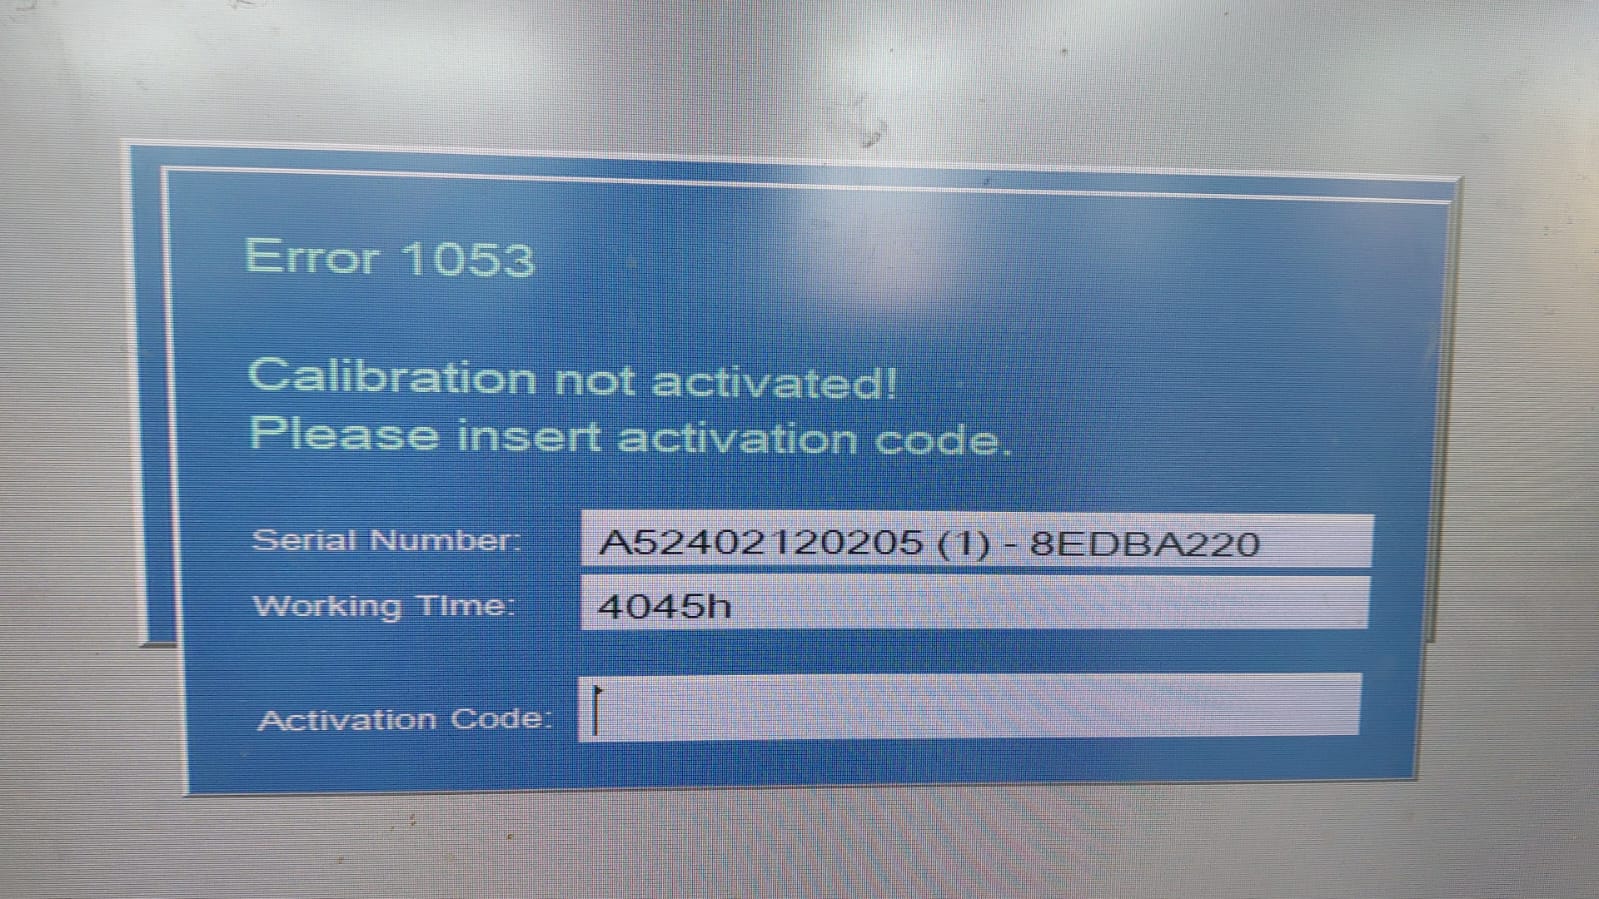 Error 1053
Calibration not activated!
Please insert activation code.
Serial Number: A52402120205 (1) - 8EDBA220
Working TIme: 4045h
Activation Code: